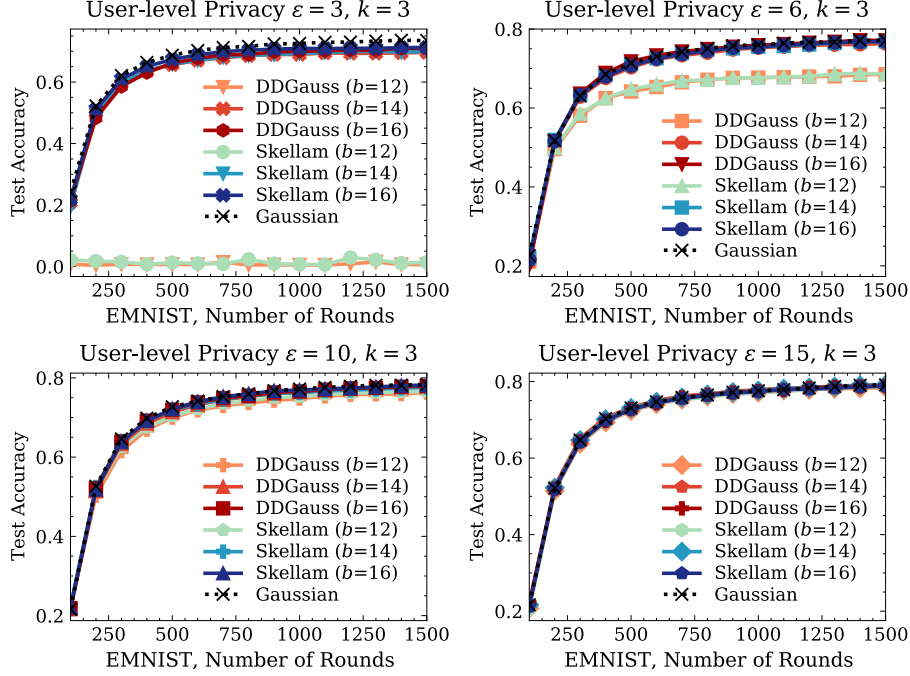 User-level Privacy ε = 3, k = 3
Test Accuracy
0.6
0.4
0.2
0.0
DDGauss (b=12)
DDGauss (b=14)
DDGauss (b=16)
Skellam (b=12)
Skellam (b=14)
Skellam (b=16)
Gaussian
250 500 750 1000 1250 1500
EMNIST, Number of Rounds
User-level Privacy ε = 6, k = 3
Test Accuracy
0.8
0.6
0.4
0.2
DDGauss (b=12)
DDGauss (b=14)
DDGauss (b=16)
Skellam (b=12)
Skellam (b=14)
Skellam (b=16)
Gaussian
250 500 750 1000 1250 1500
EMNIST, Number of Rounds
User-level Privacy ε = 10, k = 3
Test Accuracy
0.8
0.6
0.4
0.2
DDGauss (b=12)
DDGauss (b=14)
DDGauss (b=16)
Skellam (b=12)
Skellam (b=14)
Skellam (b=16)
Gaussian
250 500 750 1000 1250 1500
EMNIST, Number of Rounds
User-level Privacy ε = 15, k = 3
Test Accuracy
0.8
0.6
0.4
0.2
DDGauss (b=12)
DDGauss (b=14)
DDGauss (b=16)
Skellam (b=12)
Skellam (b=14)
Skellam (b=16)
Gaussian
250 500 750 1000 1250 1500
EMNIST, Number of Rounds